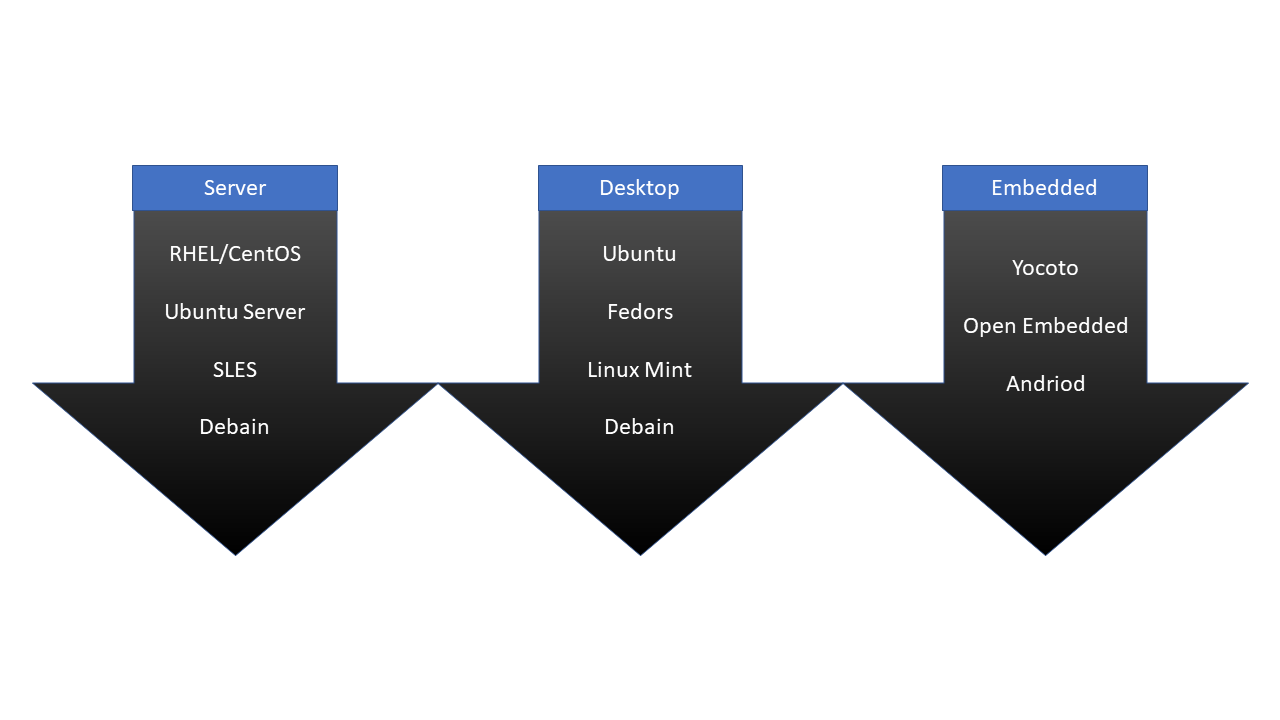 Server
RHEL/CentOS
Ubuntu Server
SLES
Debain
Desktop
Ubuntu
Fedors
Linux Mint
Debain
Embedded
Yocoto
Open Embedded
Andriod